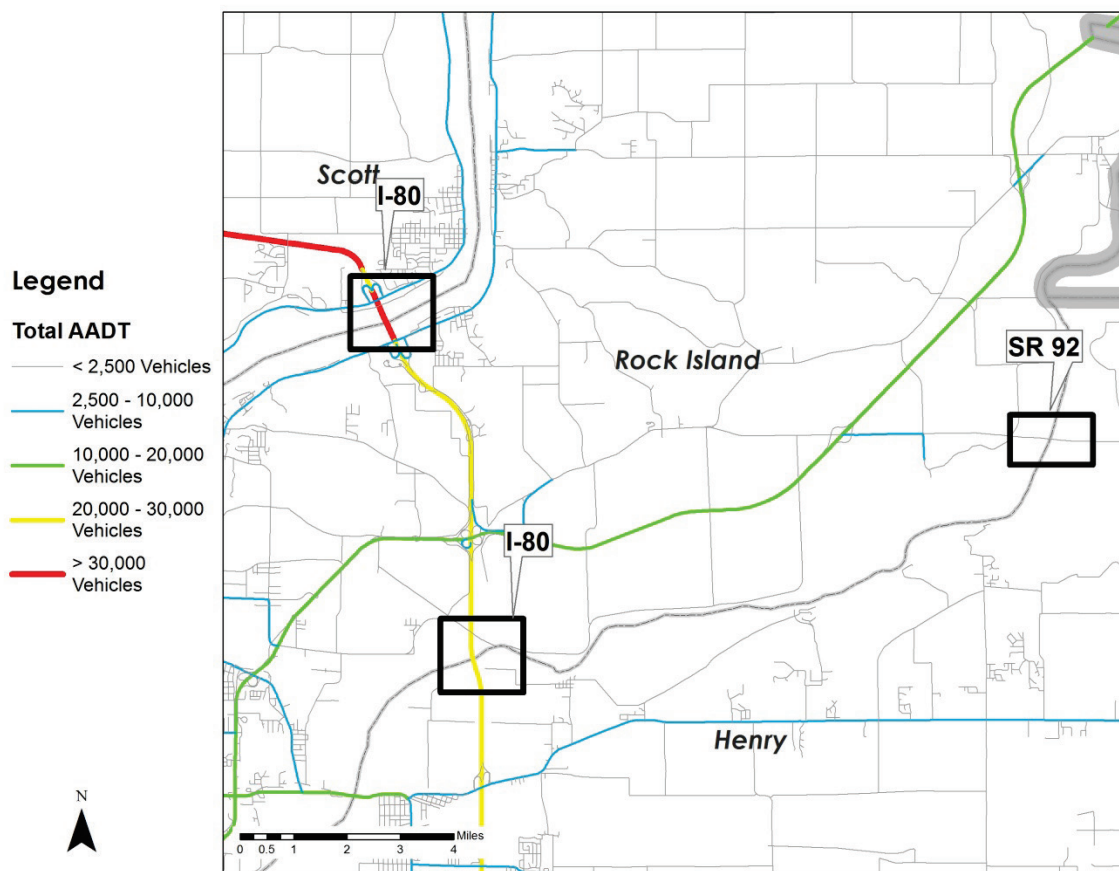 Legend
Total AADT
< 2,500 Vehicles
2,500 - 10,000
Vehicles
10,000 - 20,000
Vehicles
20,000 - 30,000
Vehicles
> 30,000
Vehicles
N
Scott
I-80
Rock Island
SR 92
I-80
Henry
Miles
0 0.5 1 2 3 4